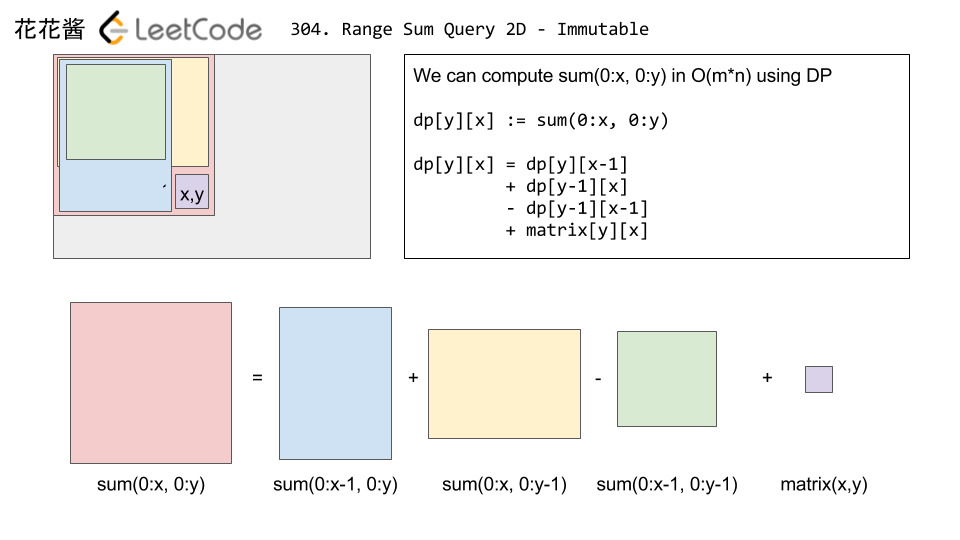 花花酱 LeetCode 304. Range Sum Query 2D - Immutable
We can compute sum(0:x, 0:y) in O(m*n) using DP
dp[y][x] := sum(0:x, 0:y)
dp[y][x] = dp[y][x-1]
+ dp[y-1][x]
- dp[y-1][x-1]
+ matrix[y][x]
x,y
= + - +
sum(0:x, 0:y) sum(0:x-1, 0:y) sum(0:x, 0:y-1) sum(0:x-1, 0:y-1) matrix(x,y)